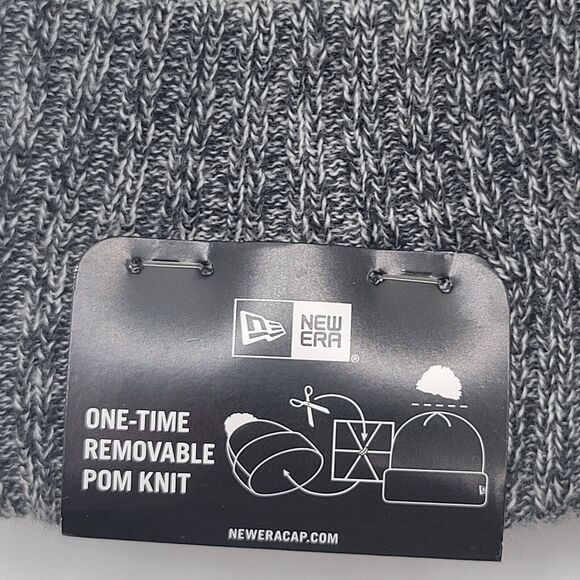 NEW
ERA
®
ONE-TIME
REMOVABLE
POM KNIT
NEWERACAP.COM